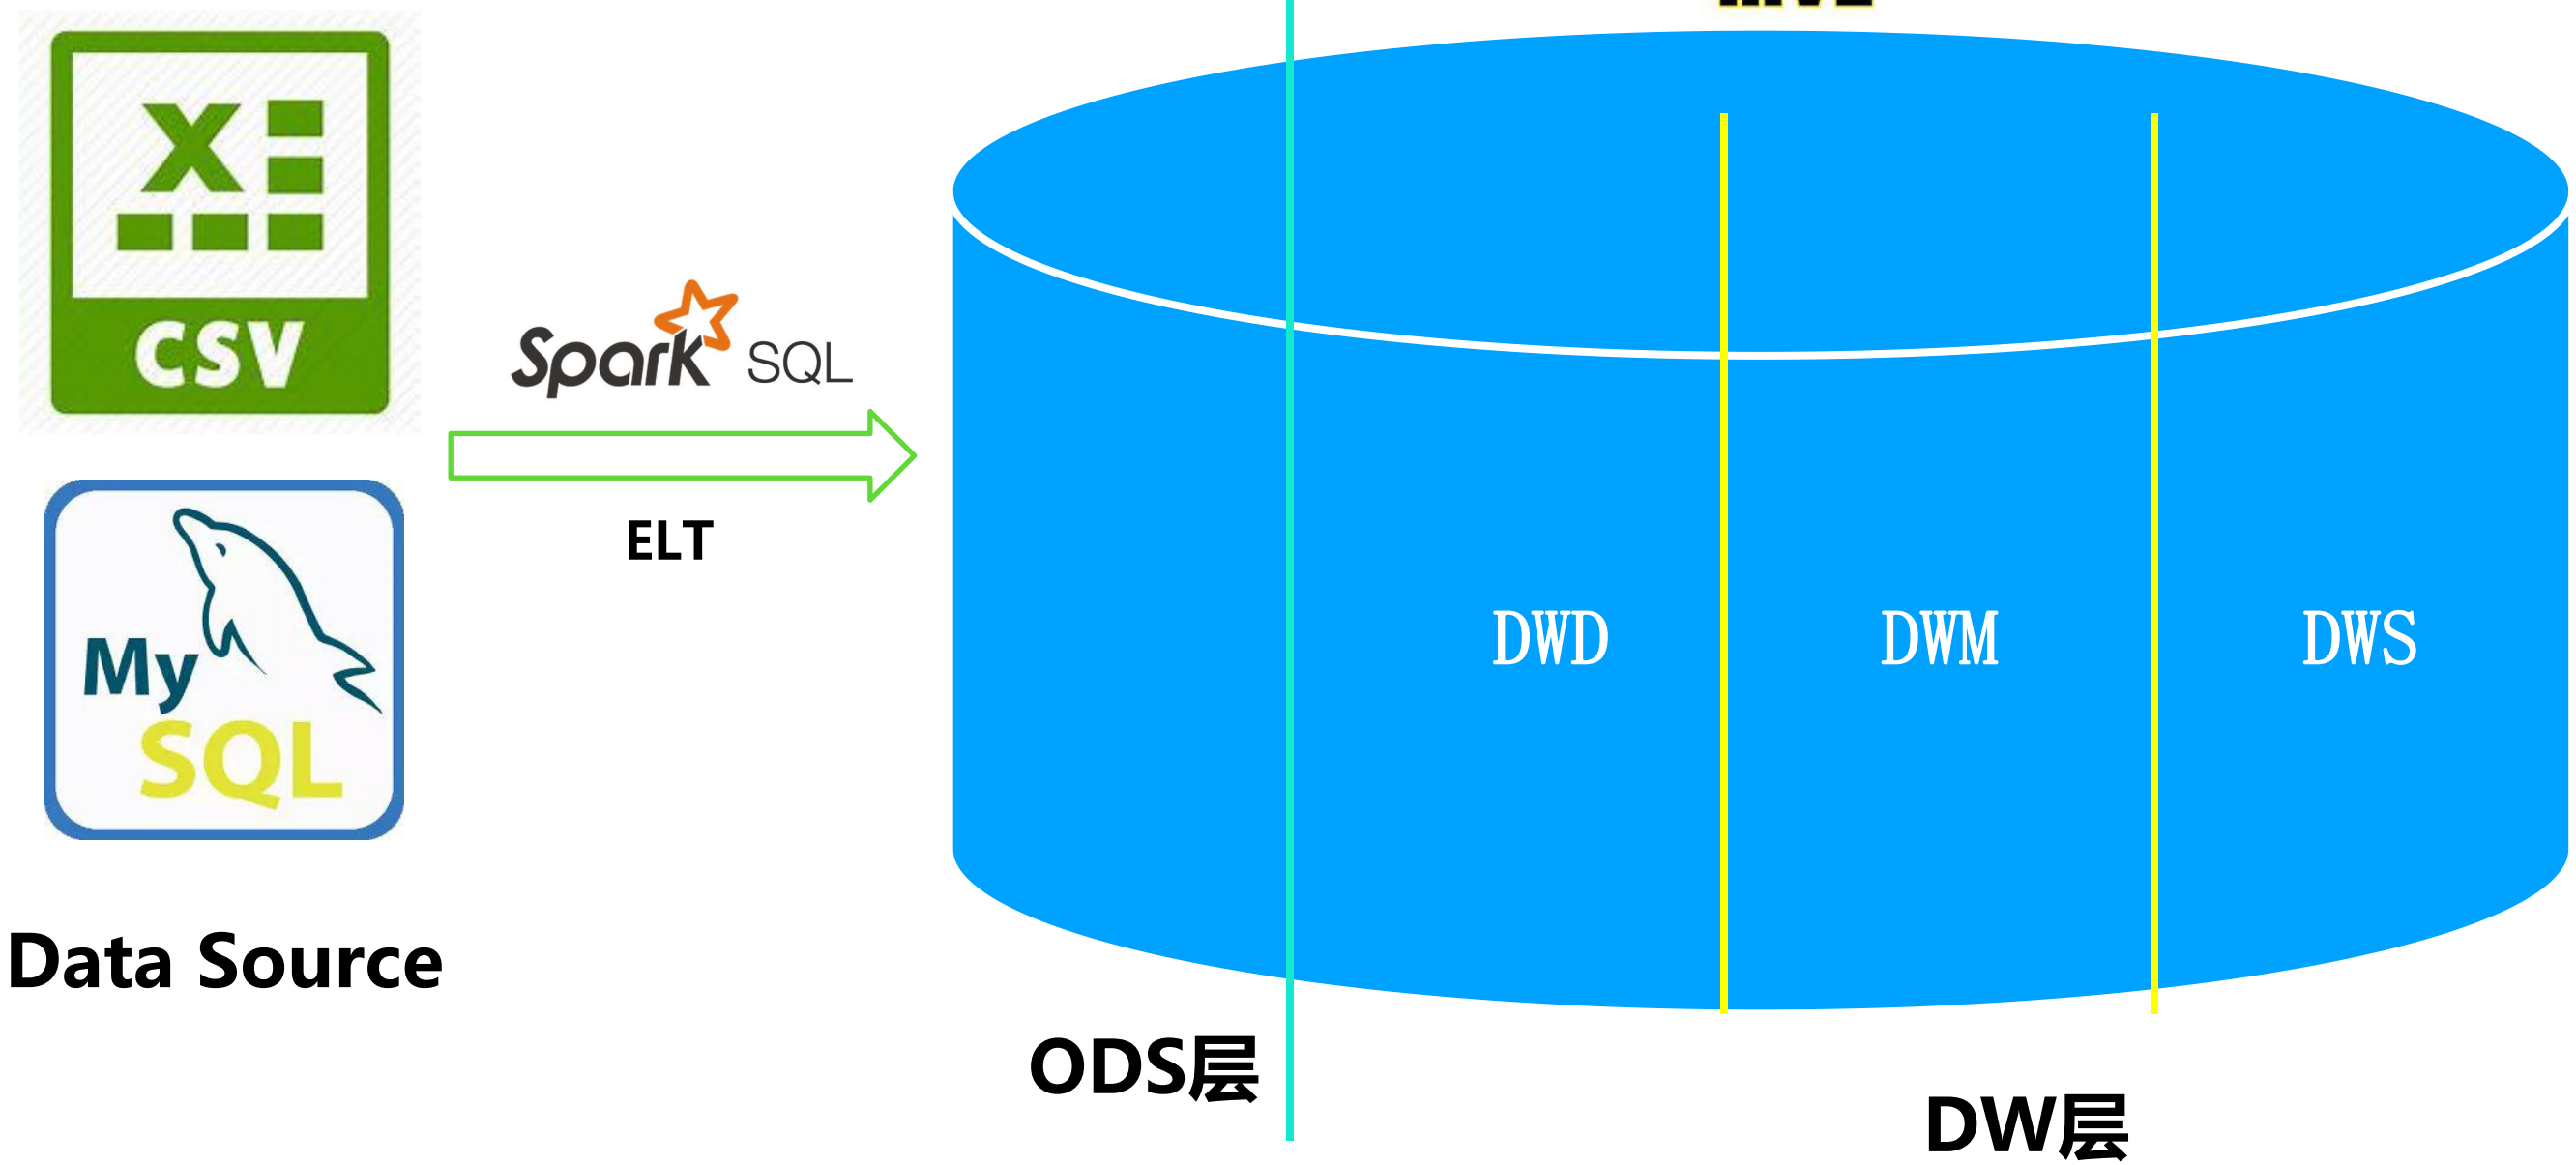 CSV
Spark SQL
ELT
My
SQL
Data Source
DWD
DWM
DWS
ODS层
DW层